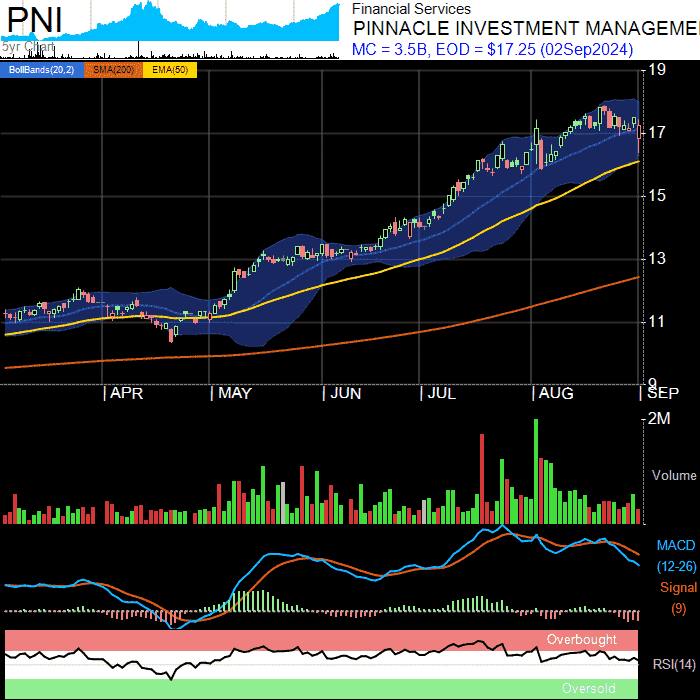 PNI
5yr Chart
Financial Services
PINNACLE INVESTMENT MANAGEME
MC = 3.5B, EOD = $17.25 (02Sep2024)
BollBands(20,2) SMA(200) EMA(50)
19
17
15
13
11
9
APR MAY JUN JUL AUG SEP
2M
Volume
MACD
(12-26)
Signal
(9)
Overbought
RSI(14)
Oversold